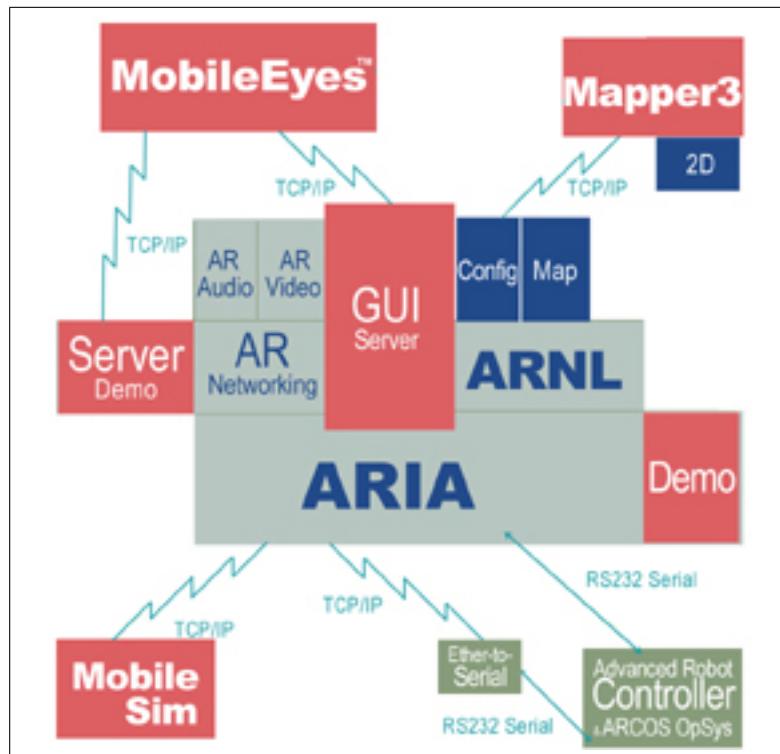 MobileEyes™
Mapper3
2D
TCP/IP
TCP/IP
TCP/IP
AR
Audio
AR
Video
GUI
Server
Config
Map
Server
Demo
AR
Networking
ARNL
ARIA
Demo
RS232 Serial
TCP/IP
TCP/IP
Mobile
Sim
Ether-to-
Serial
RS232 Serial
Advanced Robot
Controller
&ARCOS OpSys